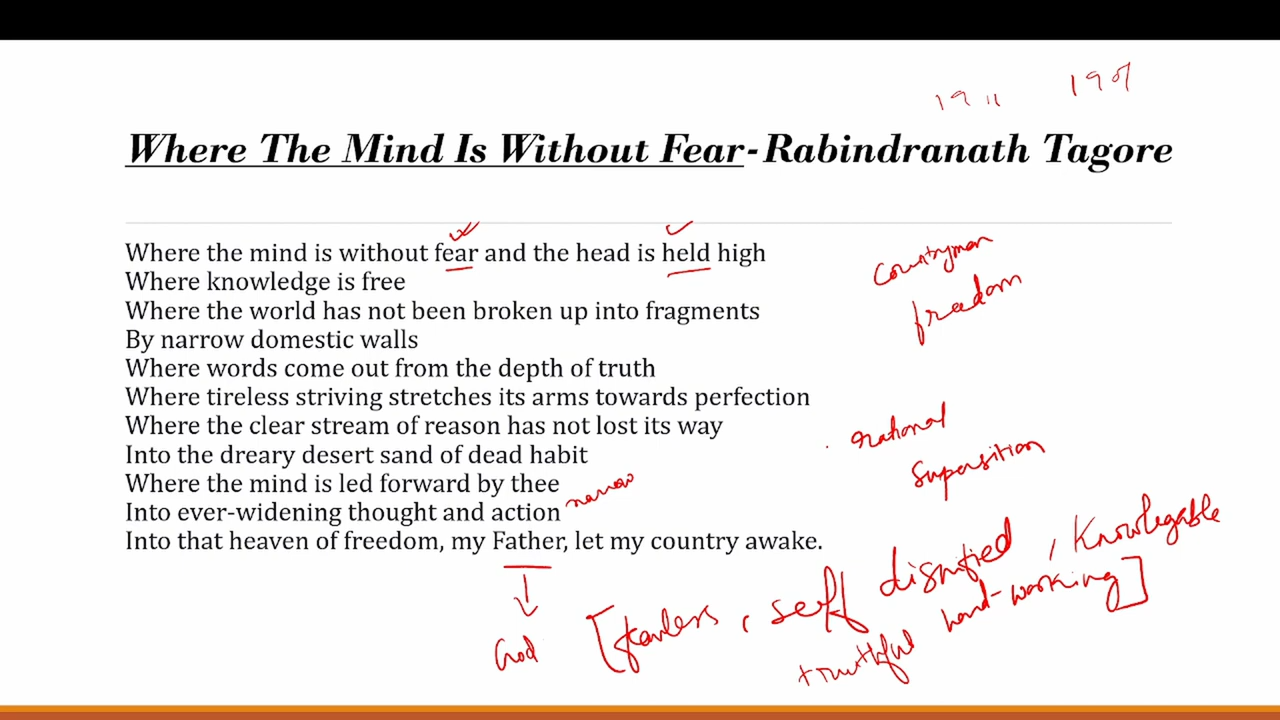 19 11 190
Where The Mind Is Without Fear-Rabindranath Tagore
Where the mind is without fear and the head is held high
Where knowledge is free
Where the world has not been broken up into fragments
By narrow domestic walls
Where words come out from the depth of truth
Where tireless striving stretches its arms towards perfection
Where the clear stream of reason has not lost its way
Into the dreary desert sand of dead habit
Where the mind is led forward by thee
Into ever-widening thought and action
Into that heaven of freedom, my Father, let my country awake.
Countryman
freedom
rational
Supersition
narrow
God
[fearless, self dignified, Knowlegable
truthful hard-working]